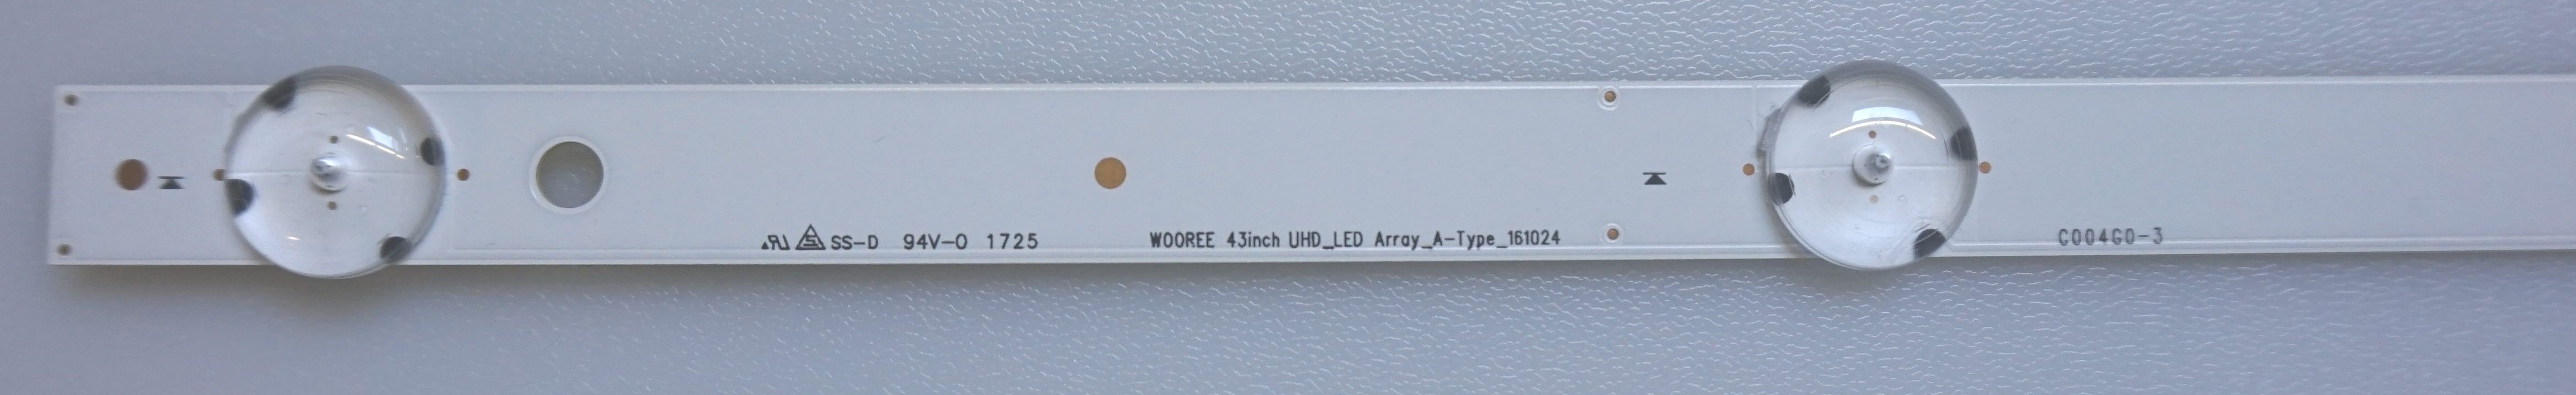 SS-D 94V-0 1725
WOOREE 43inch UHD_LED Array_A-Type_161024
C004G0-3